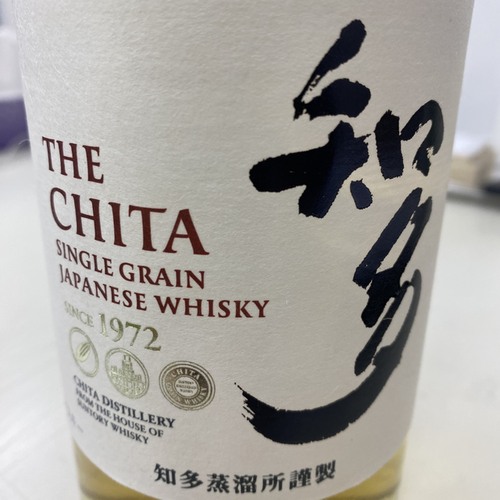 知多
THE
CHITA
SINGLE GRAIN
JAPANESE WHISKY
SINCE 1972
CHITA
CHITA DISTILLERY
FROM THE HOUSE OF
SUNTORY WHISKY
知多蒸溜所謹製